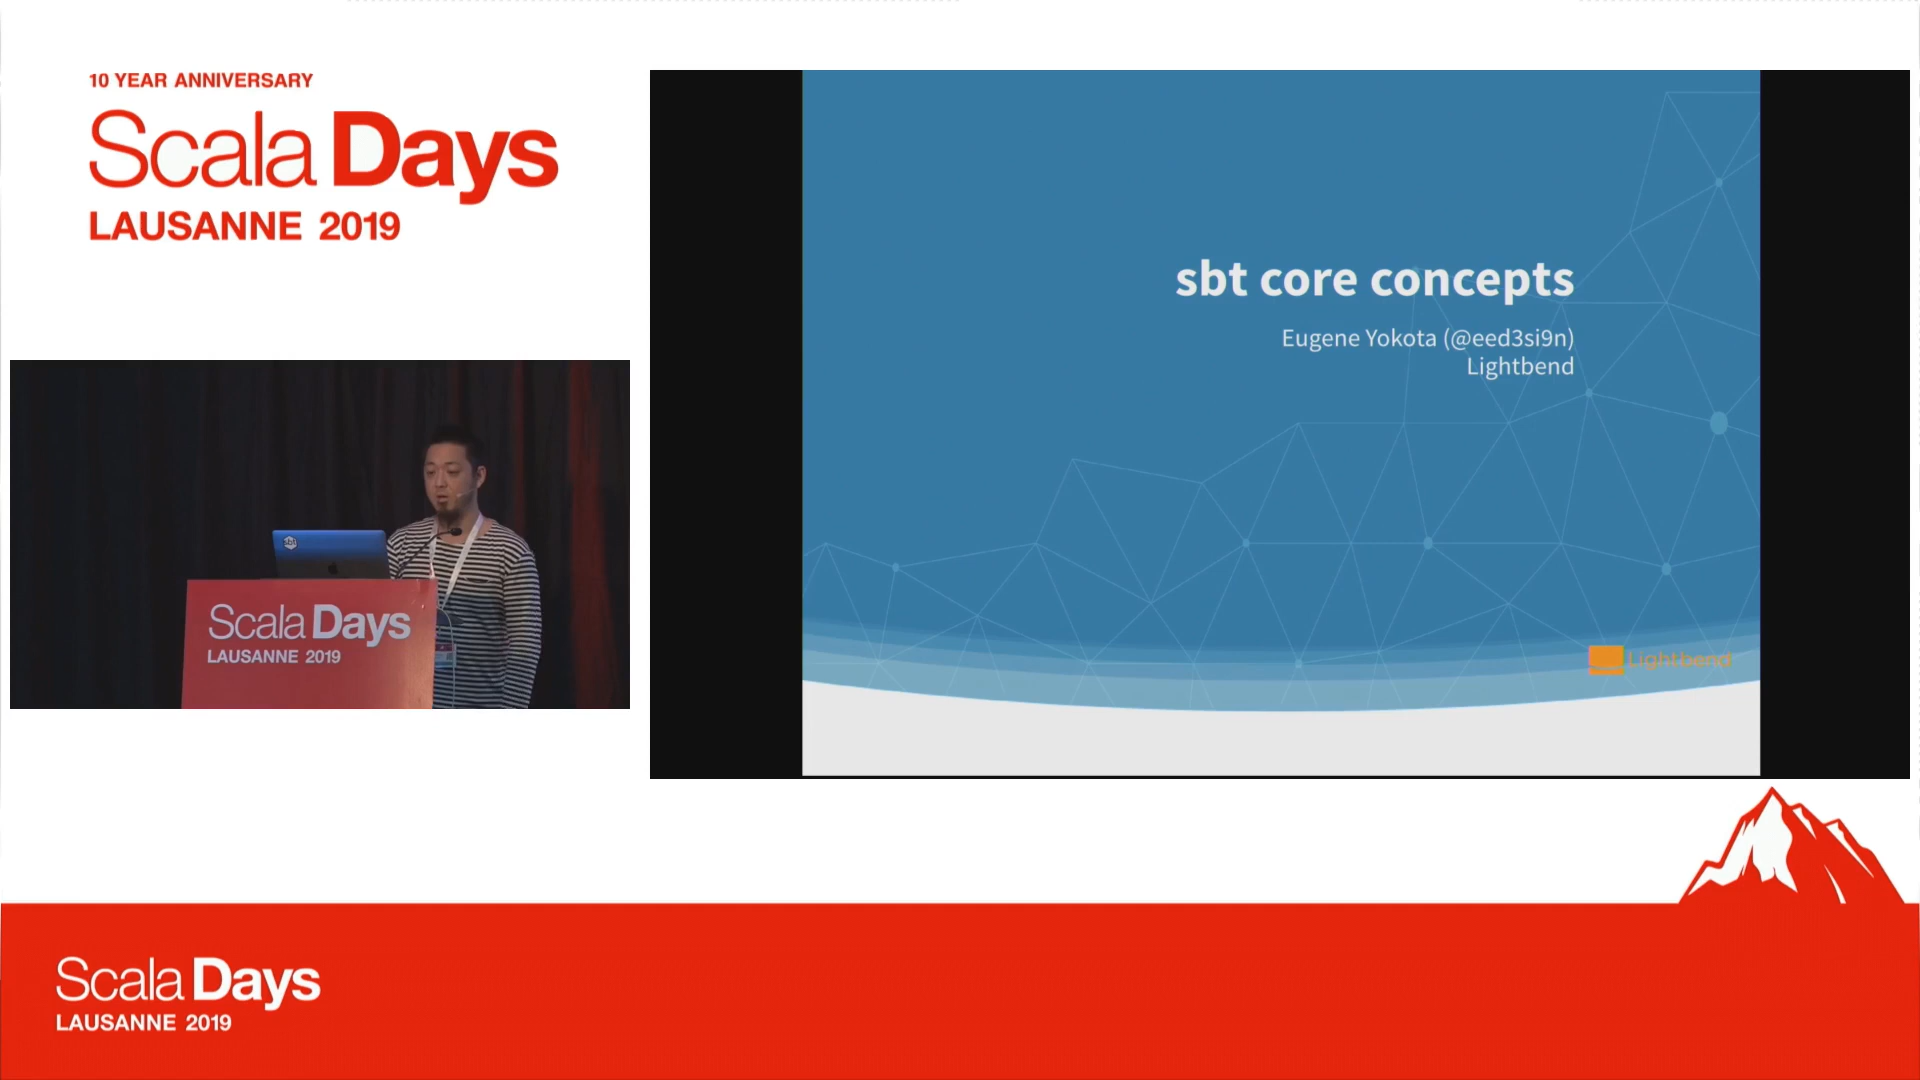 10 YEAR ANNIVERSARY
Scala Days
LAUSANNE 2019
sbt core concepts
Eugene Yokota (@eed3si9n)
Lightbend
Lightbend
sbt
Scala Days
LAUSANNE 2019
Scala Days
LAUSANNE 2019